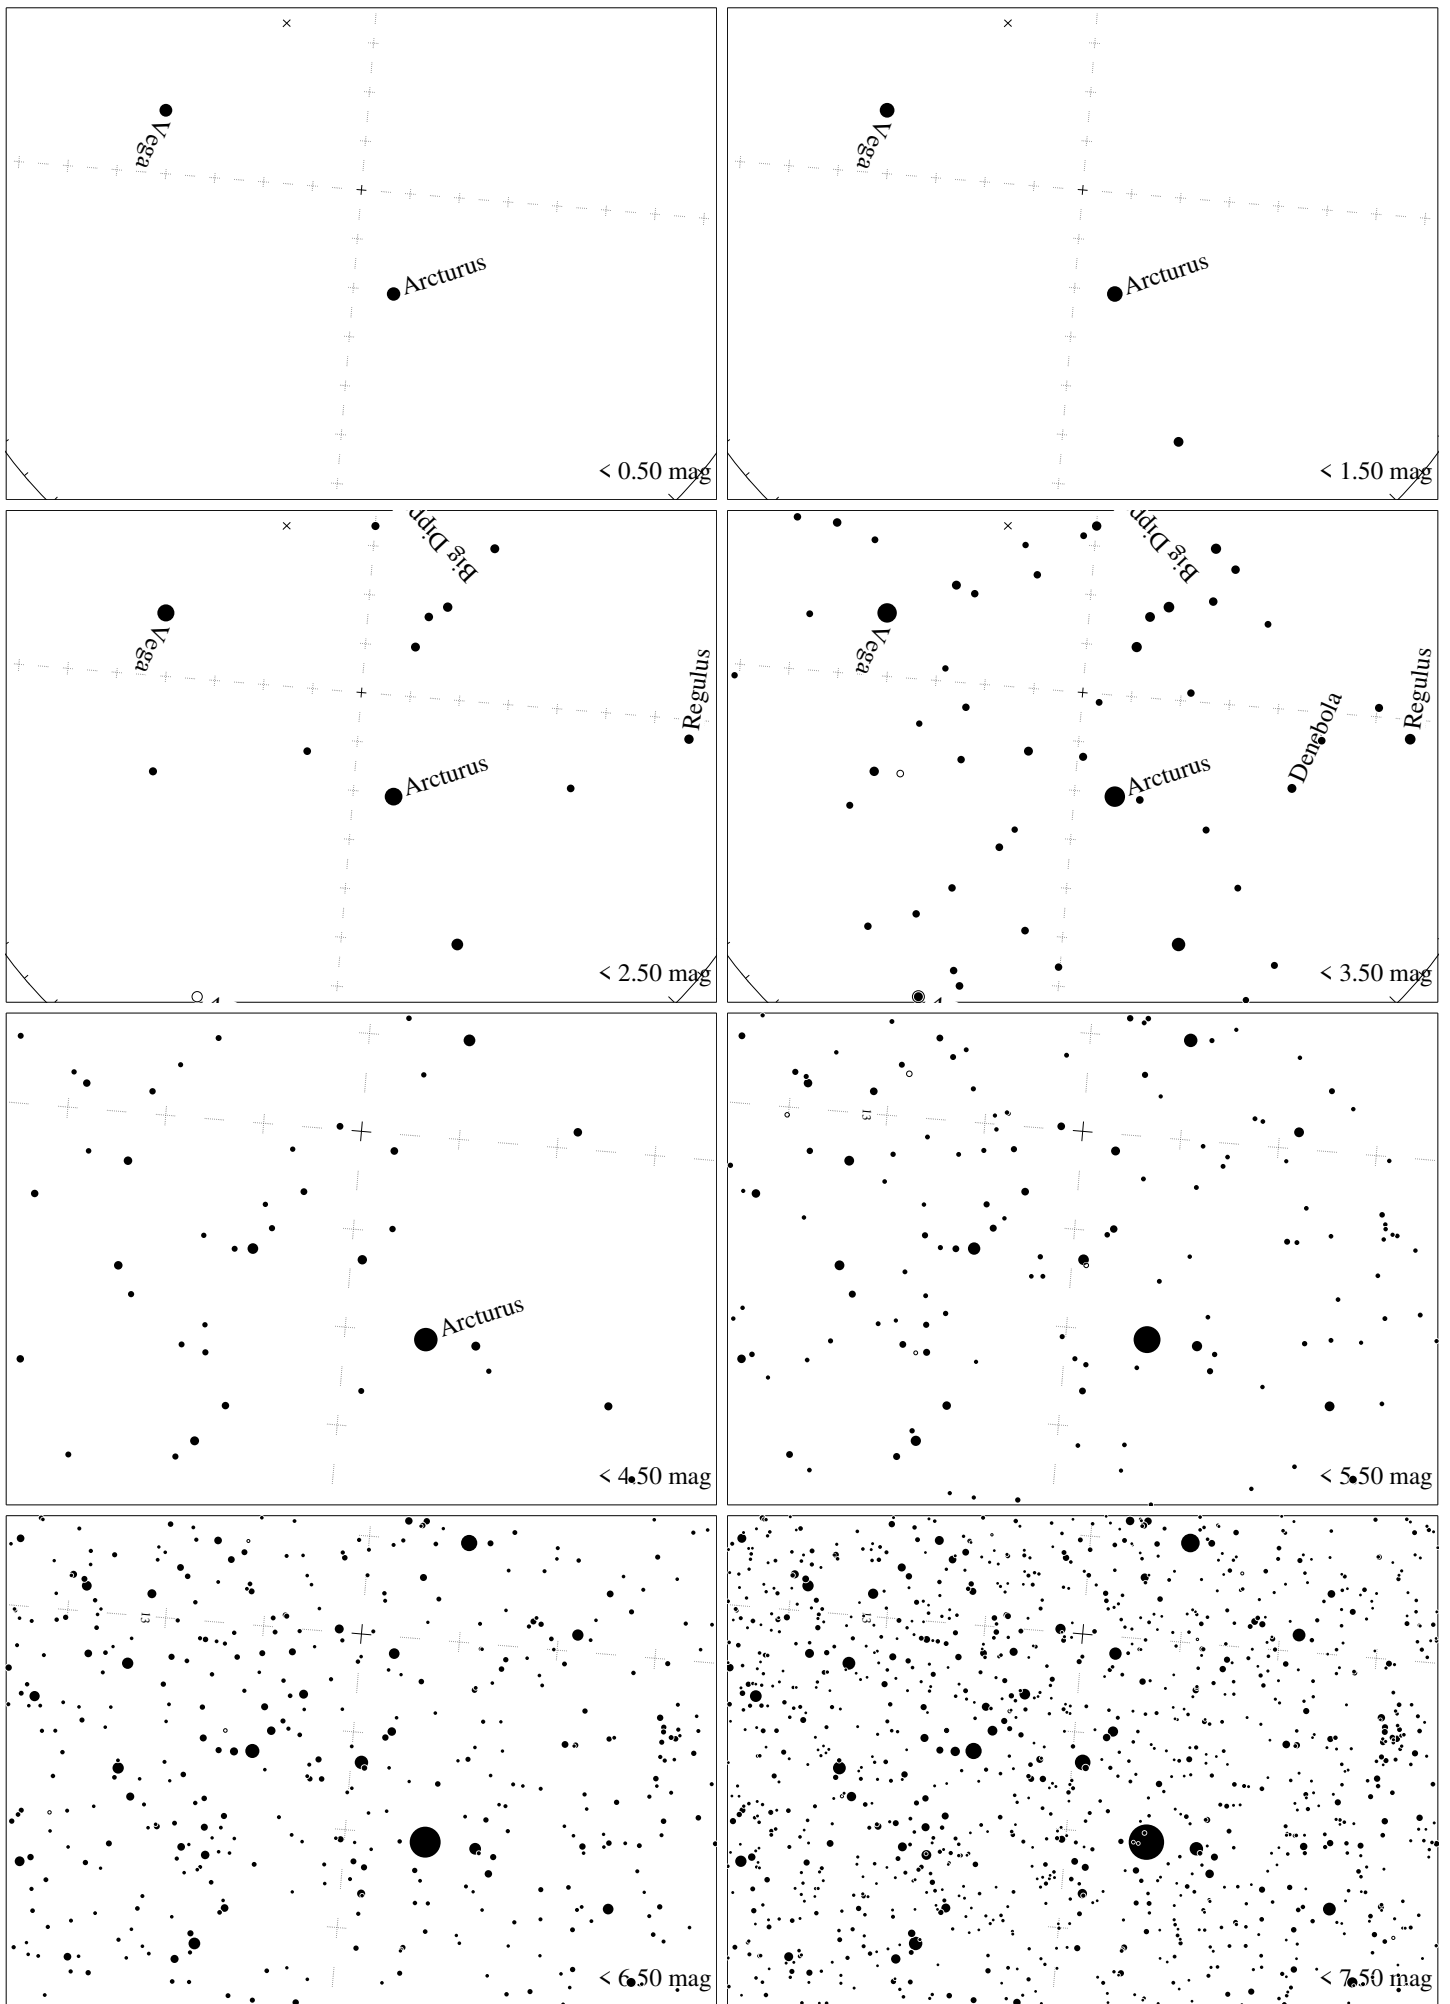 Vega
Arcturus
< 0.50 mag
Vega
Arcturus
< 1.50 mag
Big Dipp
Vega
Regulus
Arcturus
< 2.50 mag
Big Dipp
Vega
Regulus
Denebola
Arcturus
< 3.50 mag
Arcturus
< 4.50 mag
13
< 5.50 mag
13
< 6.50 mag
13
< 7.50 mag